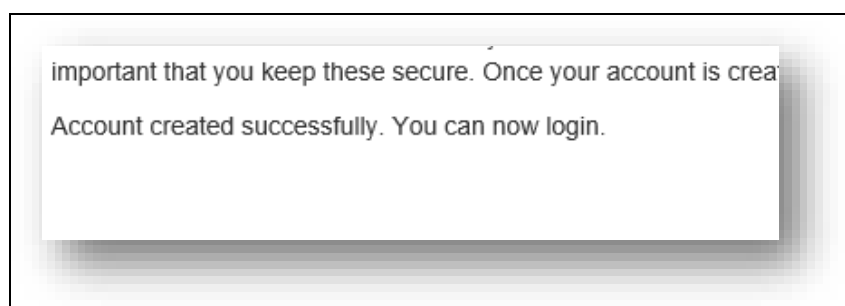 important that you keep these secure. Once your account is crea
Account created successfully. You can now login.